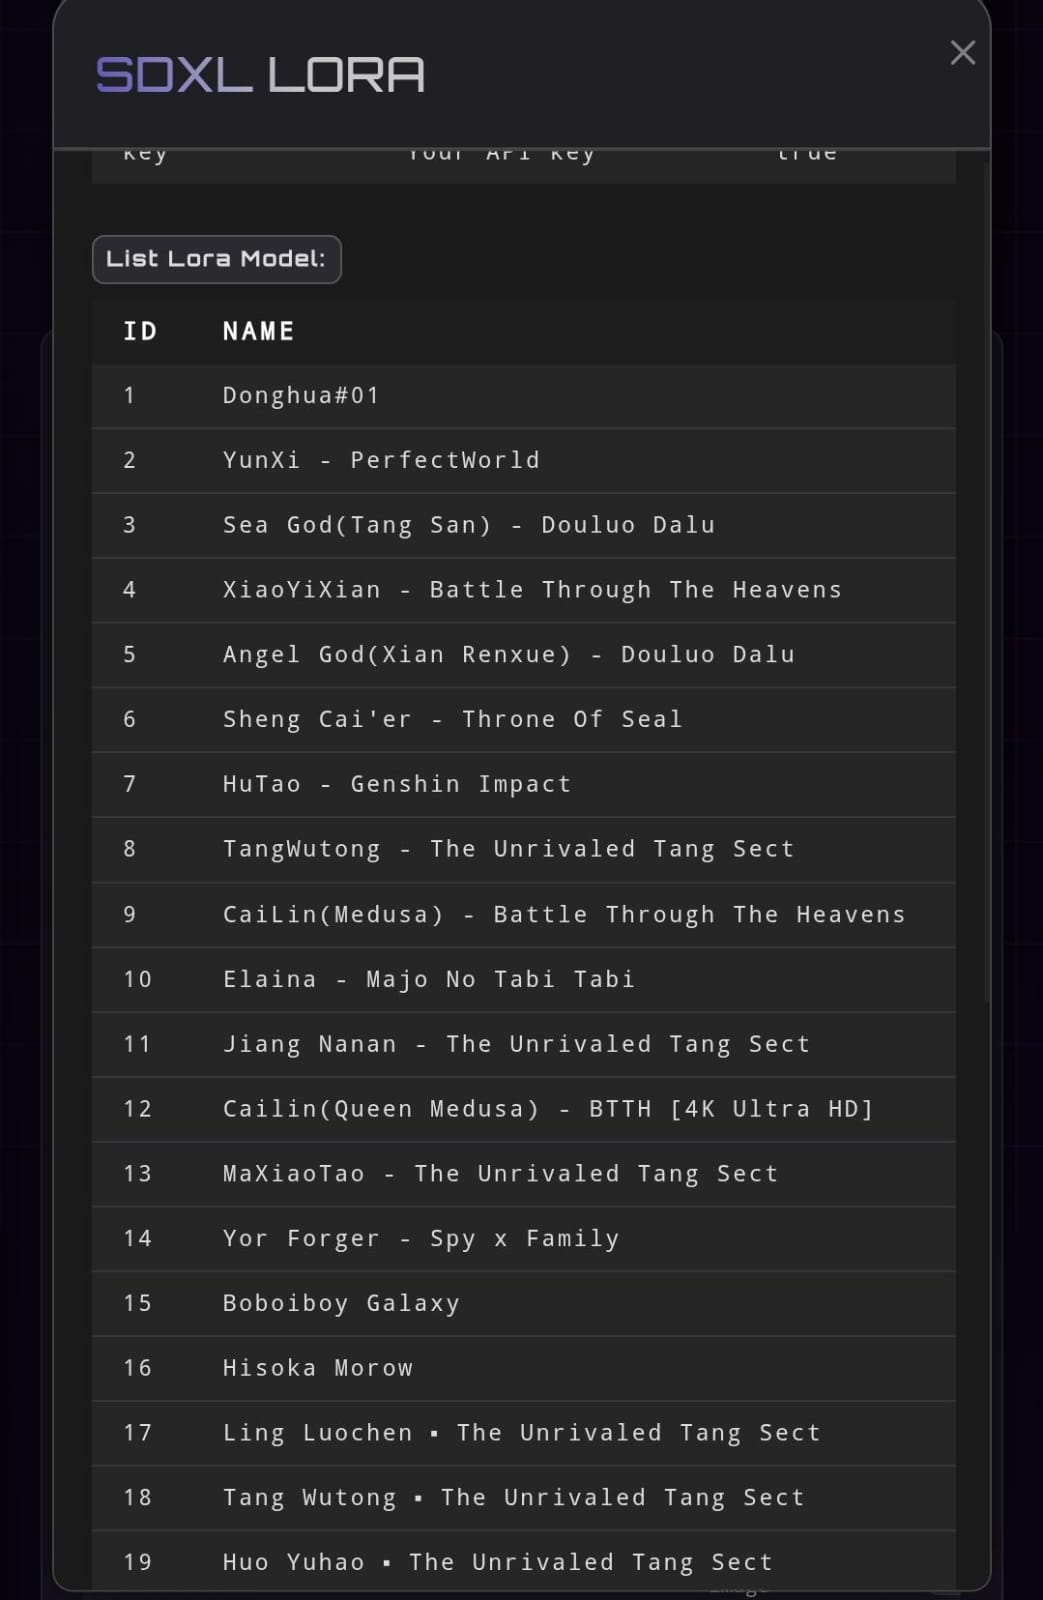 SDXL LORA
key Your API Key true
List Lora Model:
ID NAME
1 Donghua#01
2 YunXi - PerfectWorld
3 Sea God(Tang San) - Douluo Dalu
4 XiaoYiXian - Battle Through The Heavens
5 Angel God(Xian Renxue) - Douluo Dalu
6 Sheng Cai'er - Throne Of Seal
7 HuTao - Genshin Impact
8 TangWutong - The Unrivaled Tang Sect
9 CaiLin(Medusa) - Battle Through The Heavens
10 Elaina - Majo No Tabi Tabi
11 Jiang Nanan - The Unrivaled Tang Sect
12 Cailin(Queen Medusa) - BTTH [4K Ultra HD]
13 MaXiaoTao - The Unrivaled Tang Sect
14 Yor Forger - Spy x Family
15 Boboiboy Galaxy
16 Hisoka Morow
17 Ling Luochen ▪ The Unrivaled Tang Sect
18 Tang Wutong ▪ The Unrivaled Tang Sect
19 Huo Yuhao ▪ The Unrivaled Tang Sect